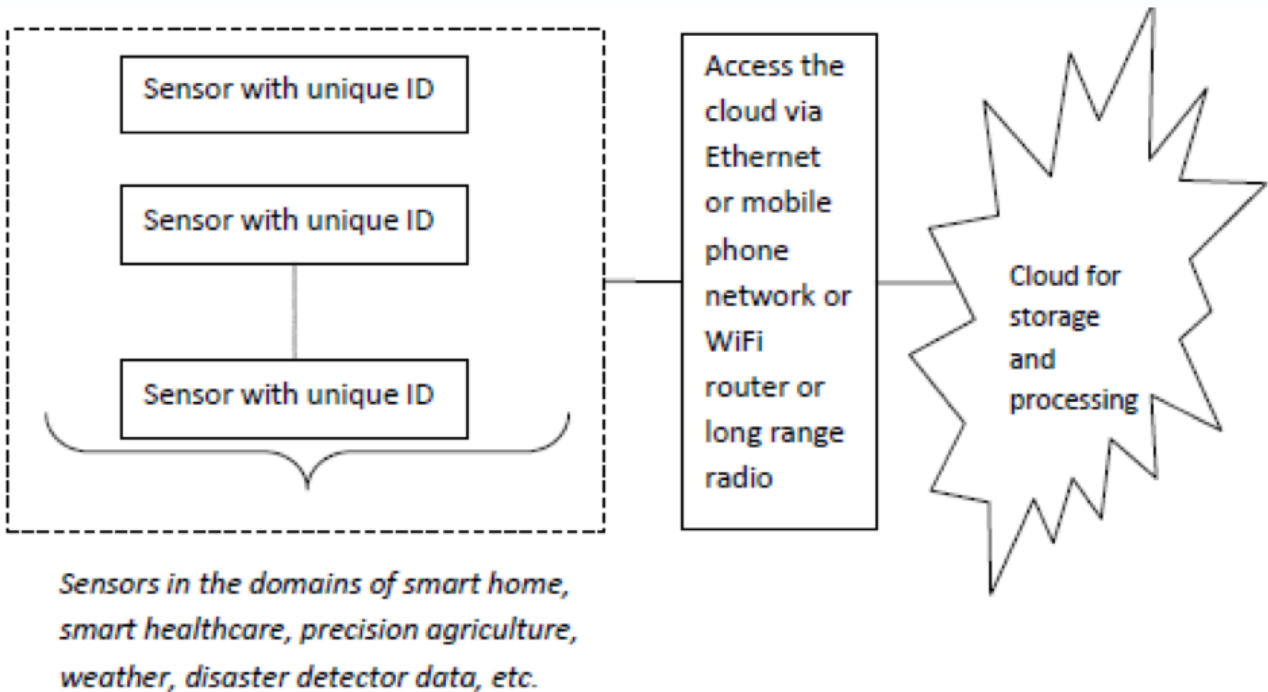 Sensor with unique ID
Sensor with unique ID
Sensor with unique ID
Sensors in the domains of smart home,
smart healthcare, precision agriculture,
weather, disaster detector data, etc.
Access the
cloud via
Ethernet
or mobile
phone
network or
WiFi
router or
long range
radio
Cloud for
storage
and
processing